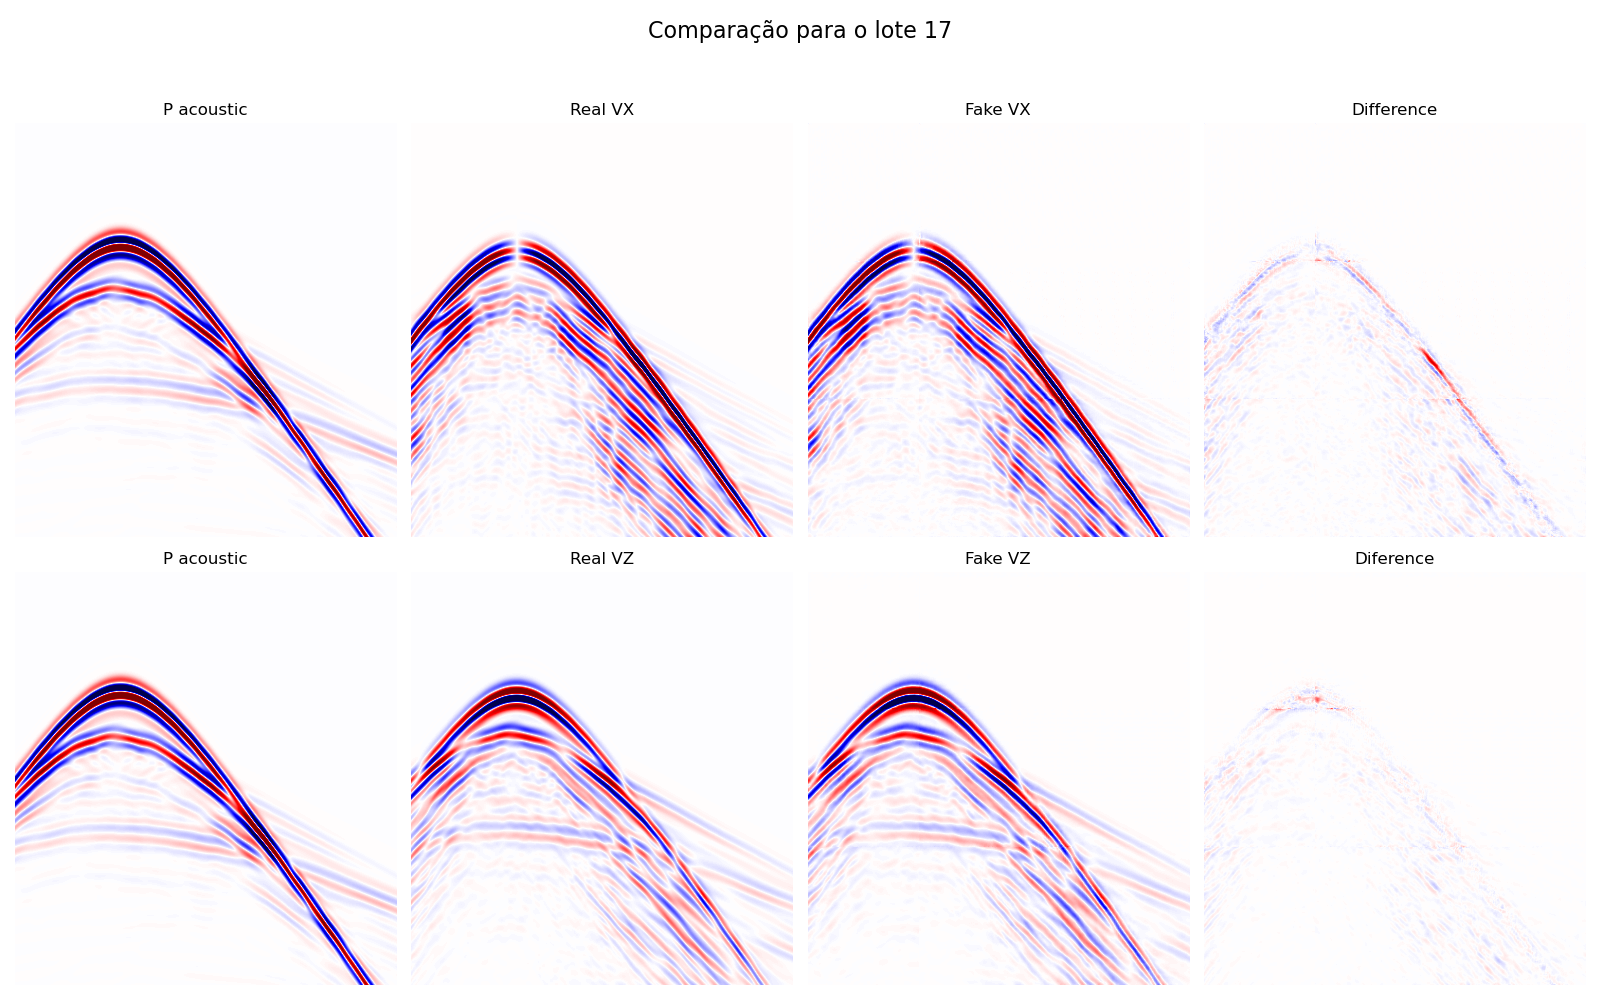 Comparação para o lote 17
P acoustic
Real VX
Fake VX
Difference
P acoustic
Real VZ
Fake VZ
Diference